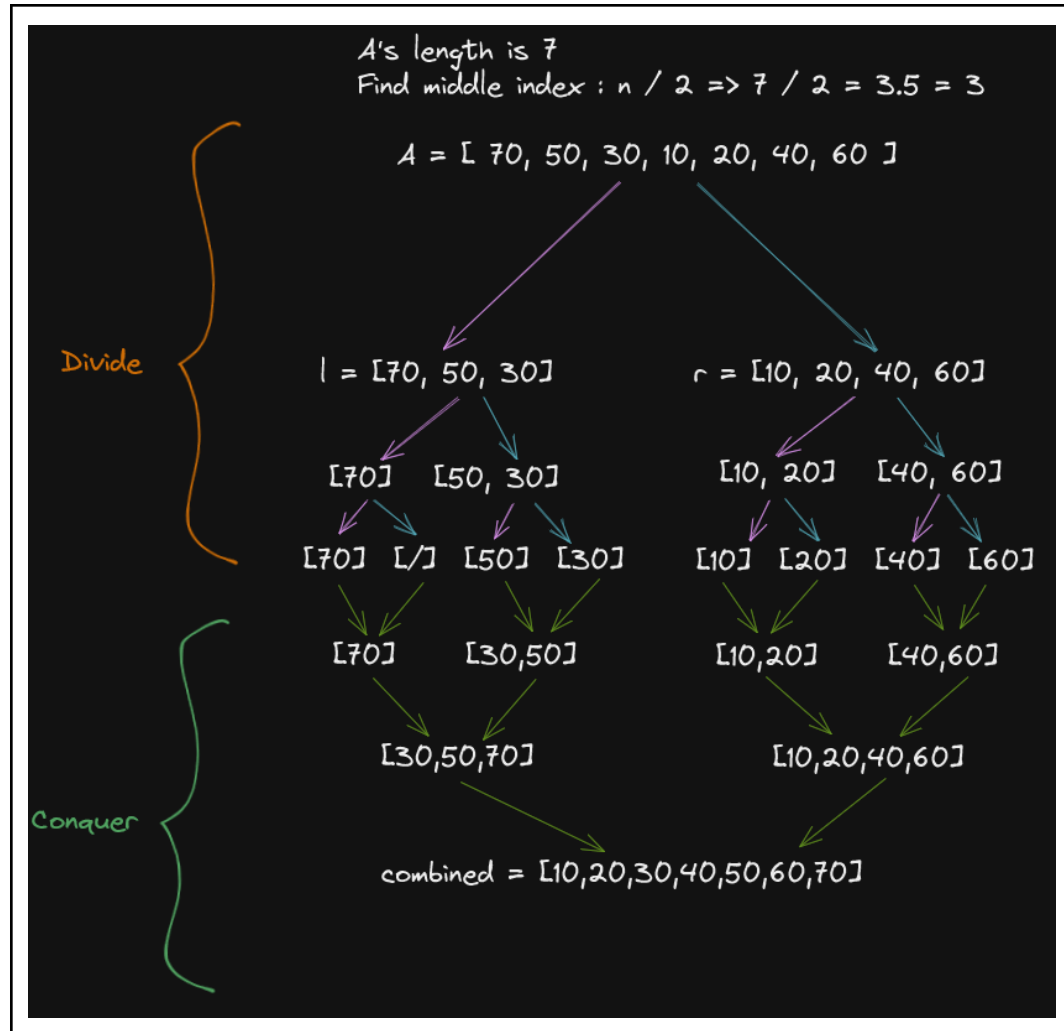 A's length is 7
Find middle index : n / 2 => 7 / 2 = 3.5 = 3
A = [ 70, 50, 30, 10, 20, 40, 60 ]
Divide
l = [70, 50, 30] r = [10, 20, 40, 60]
[70] [50, 30] [10, 20] [40, 60]
[70] [/] [50] [30] [10] [20] [40] [60]
[70] [30,50] [10,20] [40,60]
[30,50,70] [10,20,40,60]
Conquer
combined = [10,20,30,40,50,60,70]